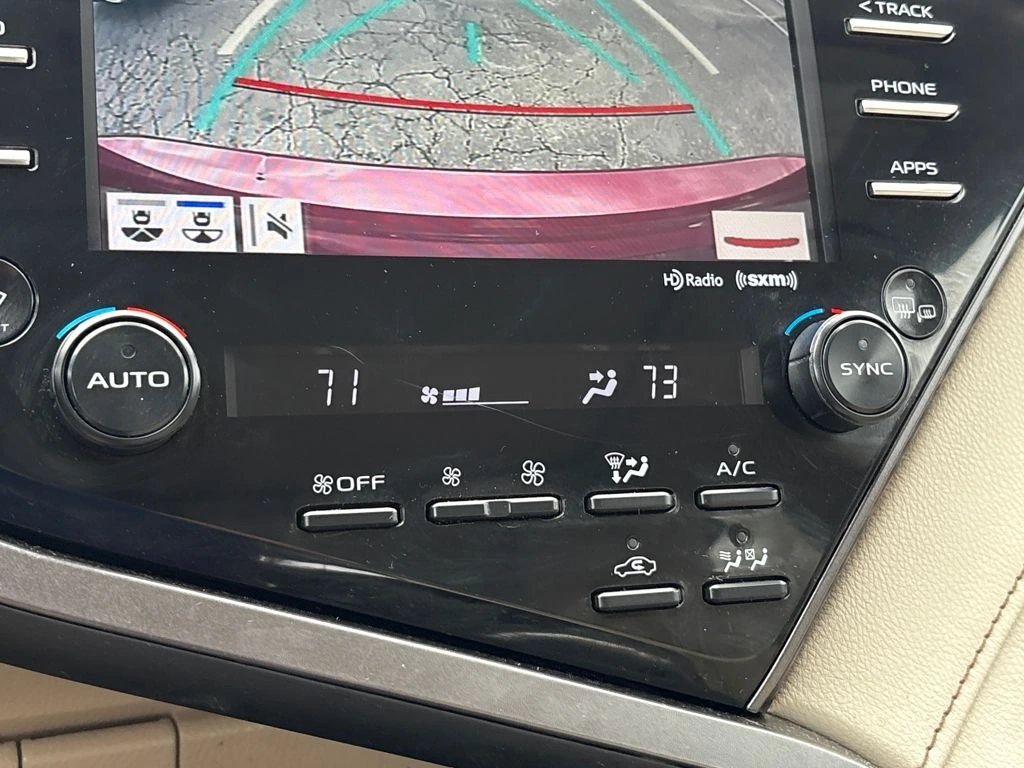 < TRACK
PHONE
APPS
HD Radio
((sxm))
AUTO
71
73
SYNC
OFF
A/C